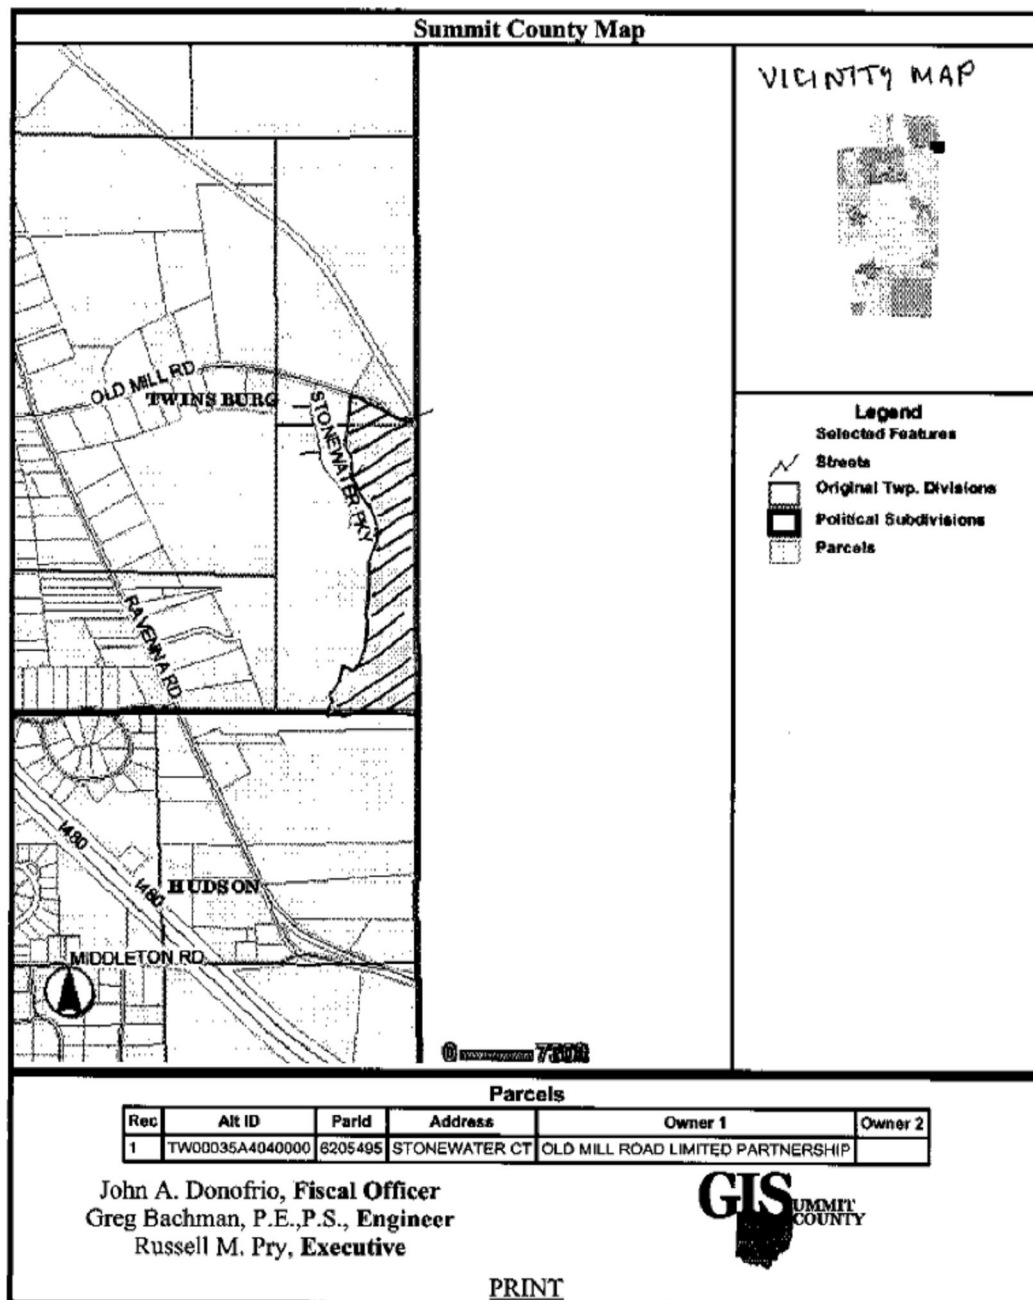 Summit County Map
VICINITY MAP
OLD MILL RD
TWINSBURG
STONEWATER PKY
RAVENNA RD
I480
I480
HUDSON
MIDDLETON RD
0
Legend
Selected Features
Streets
Original Twp. Divisions
Political Subdivisions
Parcels
Parcels
Rec Alt ID ParId Address Owner 1 Owner 2
1 TW00035A4040000 6205495 STONEWATER CT OLD MILL ROAD LIMITED PARTNERSHIP
John A. Donofrio, Fiscal Officer
Greg Bachman, P.E.,P.S., Engineer
Russell M. Pry, Executive
GIS SUMMIT
COUNTY
PRINT